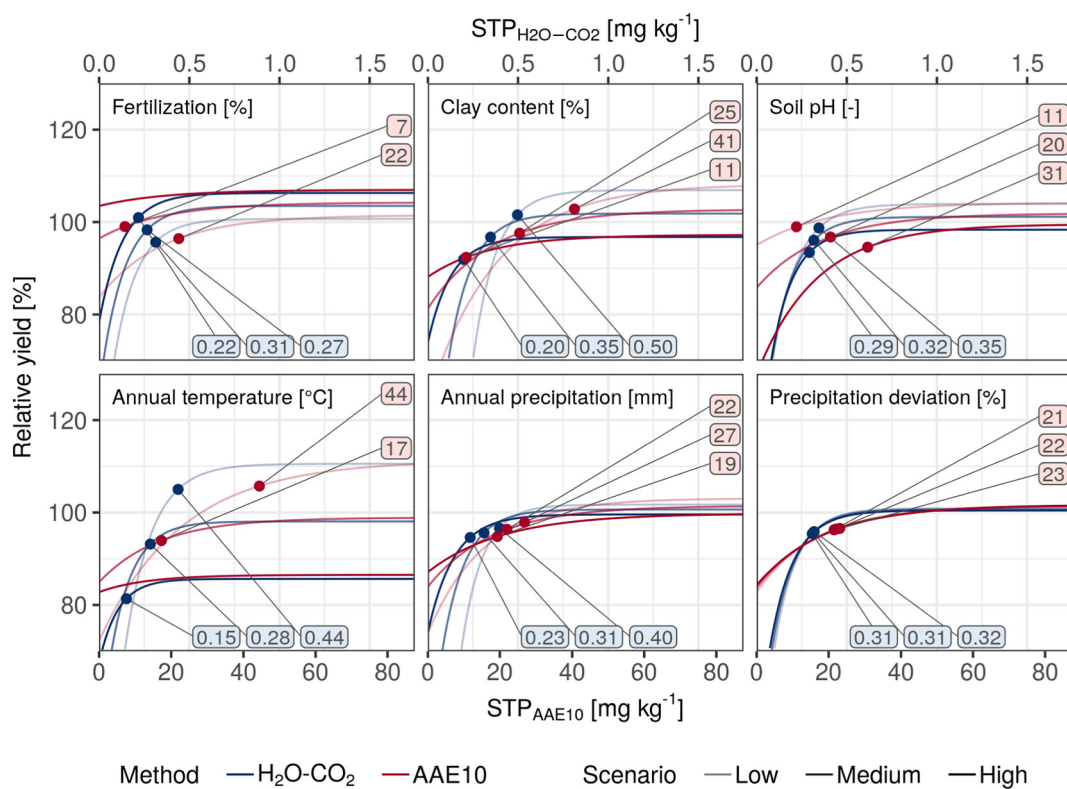 STP_H2O−CO2 [mg kg⁻¹]
0.0 0.5 1.0 1.5 0.0 0.5 1.0 1.5 0.0 0.5 1.0 1.5
Fertilization [%] Clay content [%] Soil pH [-]
120 7 25 11
22 41 20
11 31
100
80
0.22 0.31 0.27 0.20 0.35 0.50 0.29 0.32 0.35
Relative yield [%]
Annual temperature [°C] Annual precipitation [mm] Precipitation deviation [%]
44 22 21
120 17 27 22
19 23
100
80
0.15 0.28 0.44 0.23 0.31 0.40 0.31 0.31 0.32
0 20 40 60 80 0 20 40 60 80 0 20 40 60 80
STP_AAE10 [mg kg⁻¹]
Method H₂O-CO₂ AAE10 Scenario Low Medium High